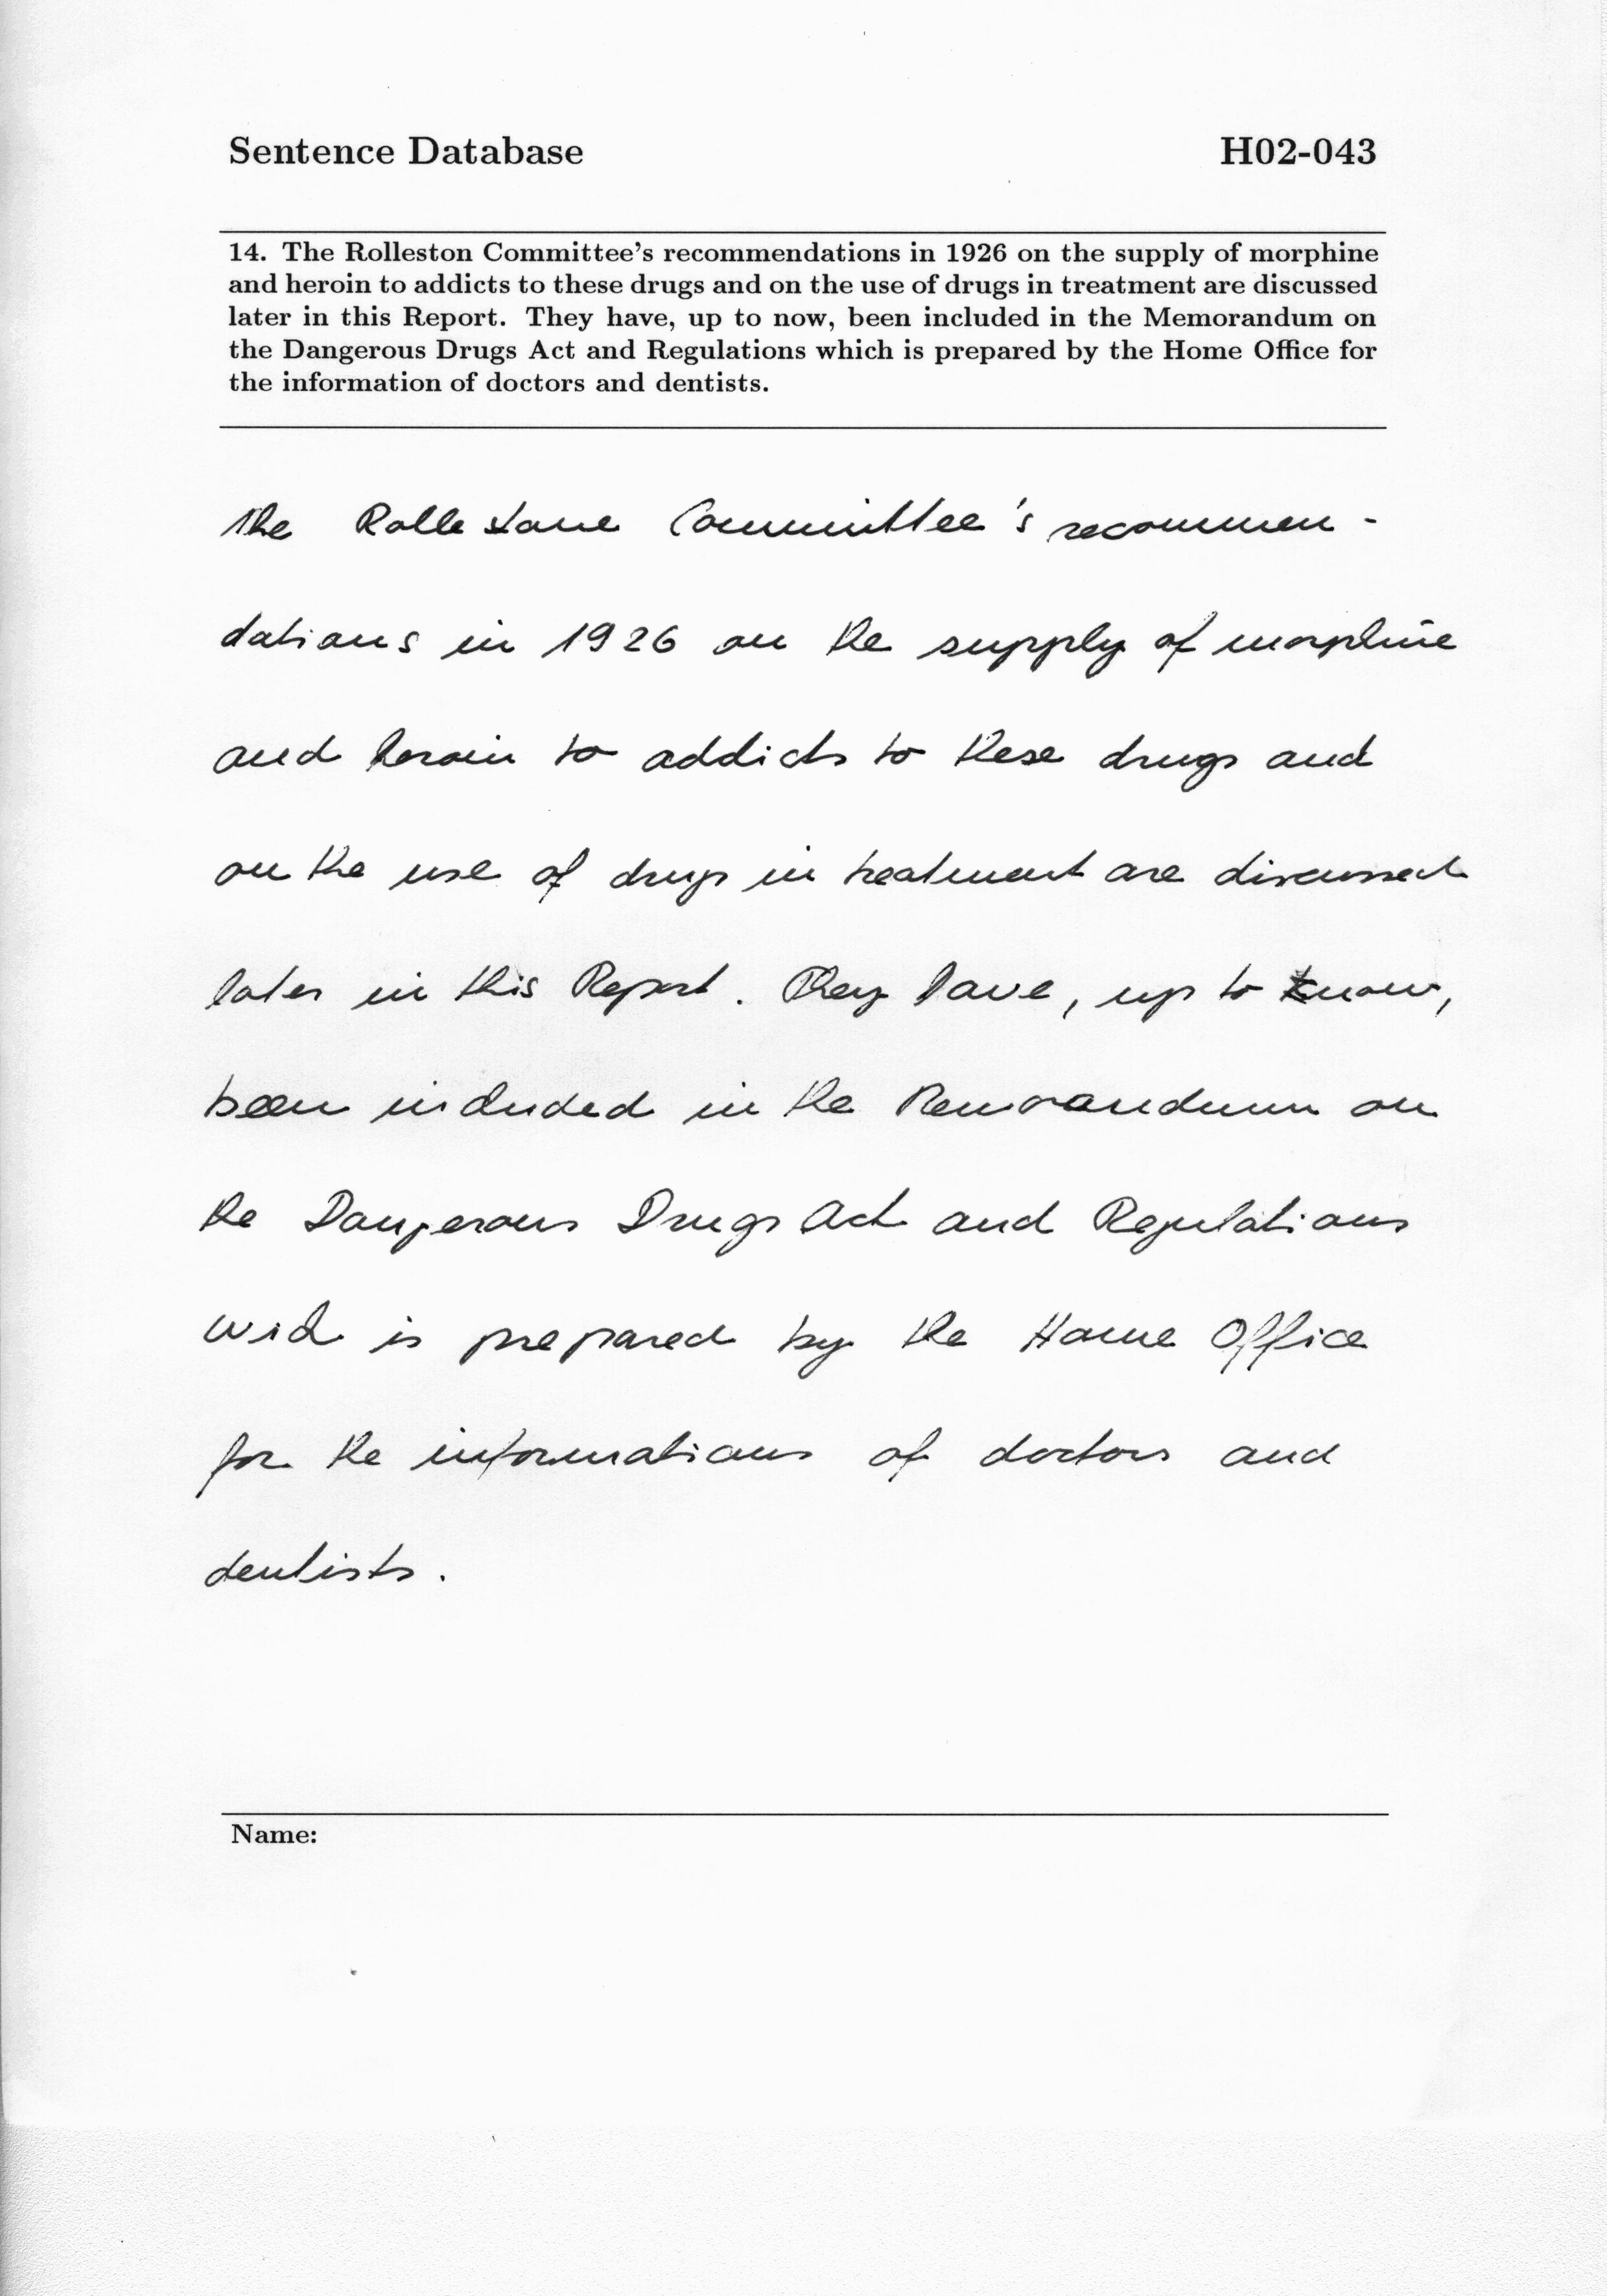 Sentence Database H02-043
14. The Rolleston Committee's recommendations in 1926 on the supply of morphine
and heroin to addicts to these drugs and on the use of drugs in treatment are discussed
later in this Report. They have, up to now, been included in the Memorandum on
the Dangerous Drugs Act and Regulations which is prepared by the Home Office for
the information of doctors and dentists.
The Rollestone Committee's recommen-
dations in 1926 on the supply of morphine
and heroin to addicts to these drugs and
on the use of drugs in treatment are discussed
later in this Report. They have, up to know,
been included in the Memorandum on
the Dangerous Drugs Act and Regulations
wich is prepared by the Home Office
for the informations of doctors and
dentists.
Name: